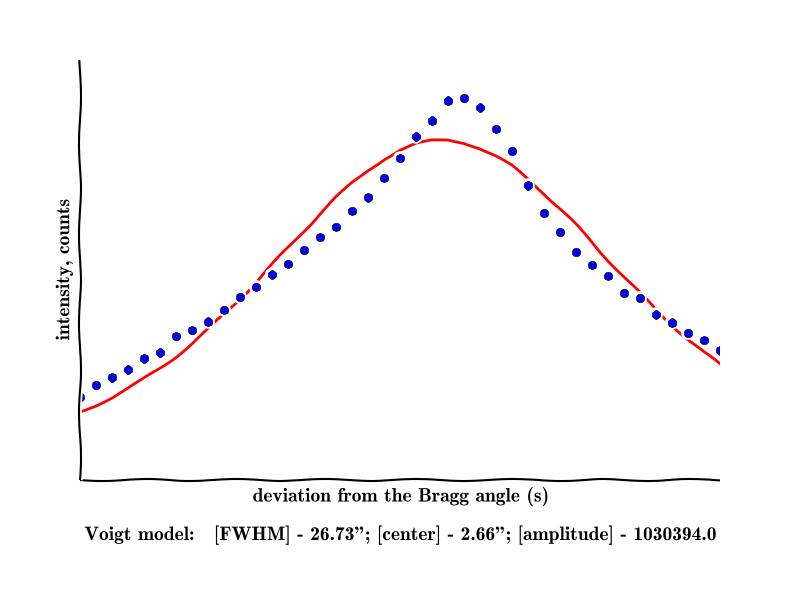 intensity, counts
deviation from the Bragg angle (s)
Voigt model: [FWHM] - 26.73”; [center] - 2.66”; [amplitude] - 1030394.0